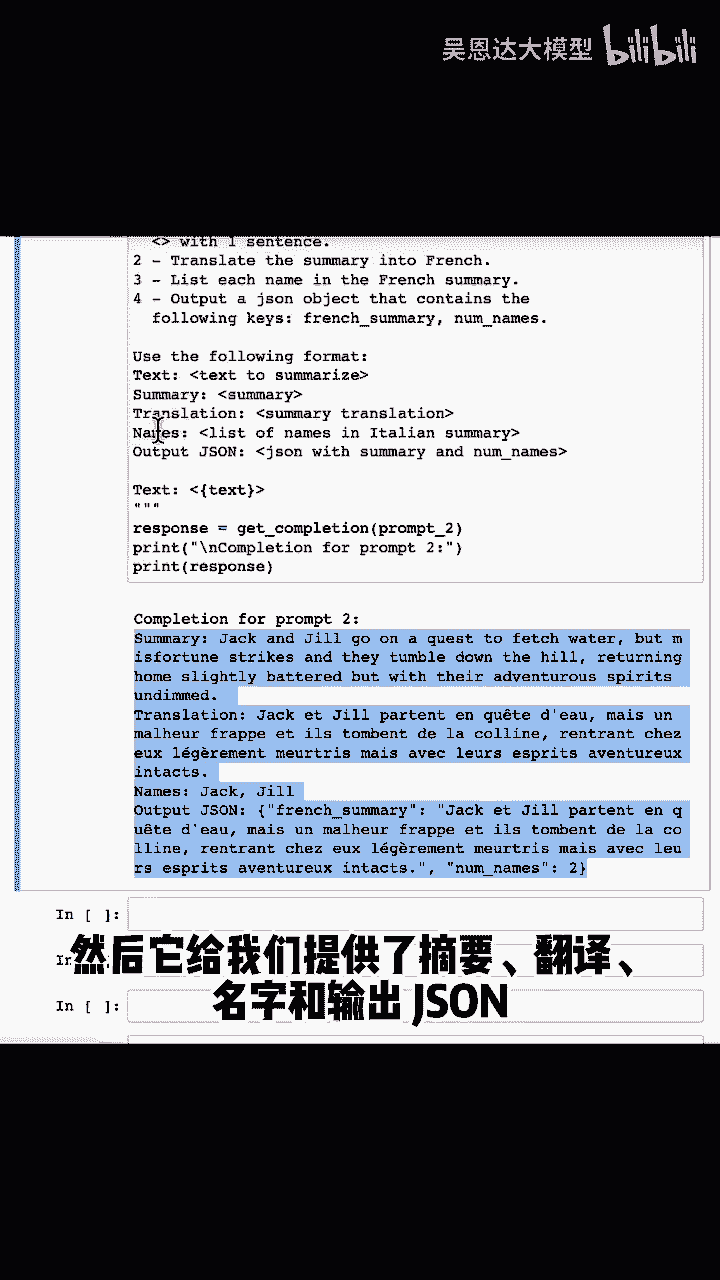 吴恩达大模型 bilibili
<> with 1 sentence.
2 - Translate the summary into French.
3 - List each name in the French summary.
4 - Output a json object that contains the
following keys: french_summary, num_names.
Use the following format:
Text: <text to summarize>
Summary: <summary>
Translation: <summary translation>
Names: <list of names in Italian summary>
Output JSON: <json with summary and num_names>
Text: <{text}>
"""
response = get_completion(prompt_2)
print("\nCompletion for prompt 2:")
print(response)
Completion for prompt 2:
Summary: Jack and Jill go on a quest to fetch water, but m
isfortune strikes and they tumble down the hill, returning
home slightly battered but with their adventurous spirits
undimmed.
Translation: Jack et Jill partent en quête d'eau, mais un
malheur frappe et ils tombent de la colline, rentrant chez
eux légèrement meurtris mais avec leurs esprits aventureux
intacts.
Names: Jack, Jill
Output JSON: {"french_summary": "Jack et Jill partent en q
uête d'eau, mais un malheur frappe et ils tombent de la co
lline, rentrant chez eux légèrement meurtris mais avec leu
rs esprits aventureux intacts.", "num_names": 2}
In [ ]:
In [ ]:
然后它给我们提供了摘要、翻译、
名字和输出 JSON